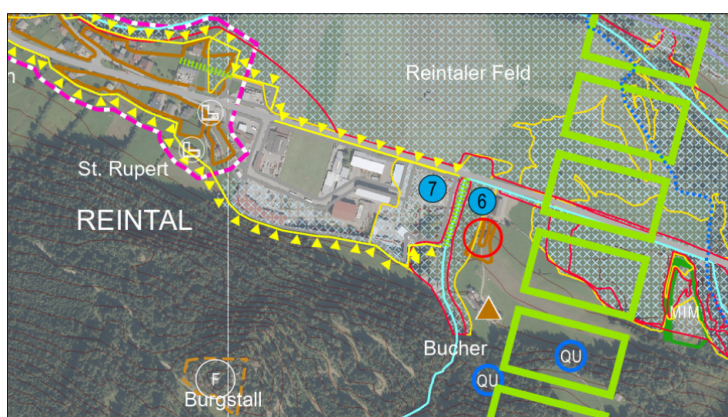 Reintaler Feld
St. Rupert
7
6
REINTAL
MIM
Bucher
QU
QU
F
Burgstall